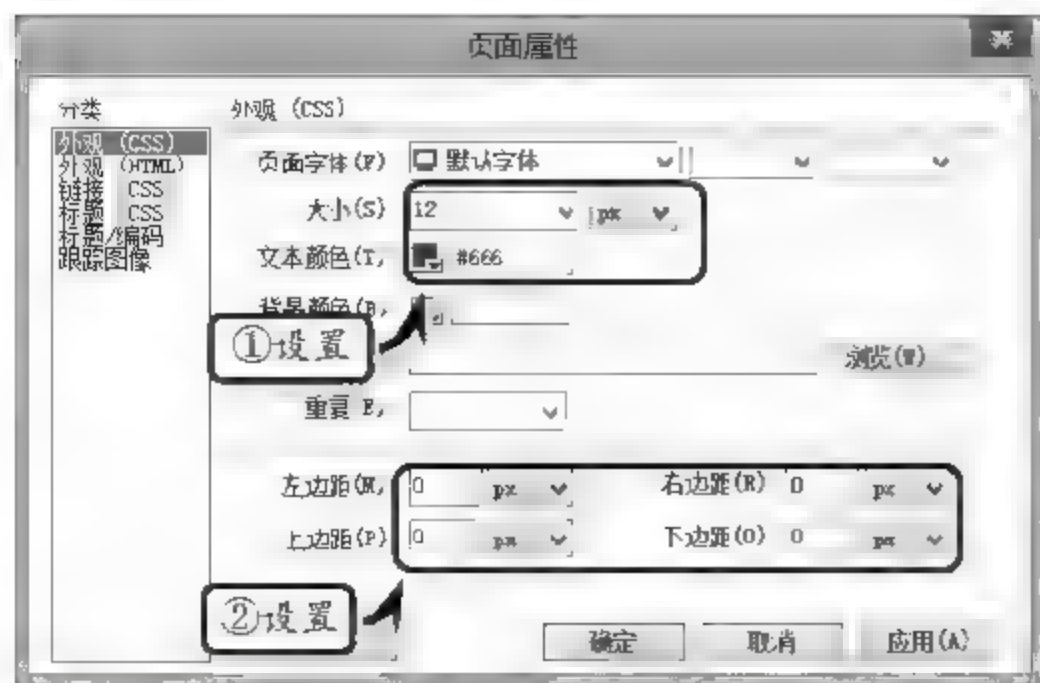 页面属性
分类
外观 (CSS)
外观 (CSS)
外观 (HTML)
链接 CSS
标题 CSS
标题/编码
跟踪图像
页面字体(F) 默认字体
大小(S) 12 px
文本颜色(T, #666
背景颜色(B,
①设置
浏览(W)
重复 E,
左边距(M, 0 px 右边距(R) 0 px
上边距(P) 0 px 下边距(O) 0 px
②设置
确定 取消 应用(A)